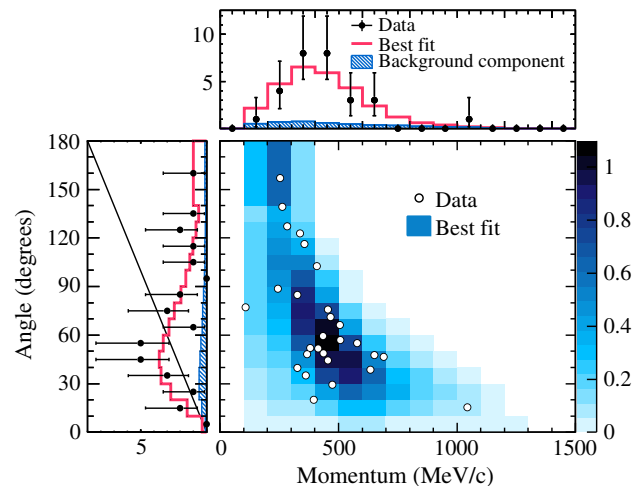 10
5
Data
Best fit
Background component
180
150
120
90
60
30
0
Angle (degrees)
5
Data
Best fit
1
0.8
0.6
0.4
0.2
0
0
500
1000
1500
Momentum (MeV/c)